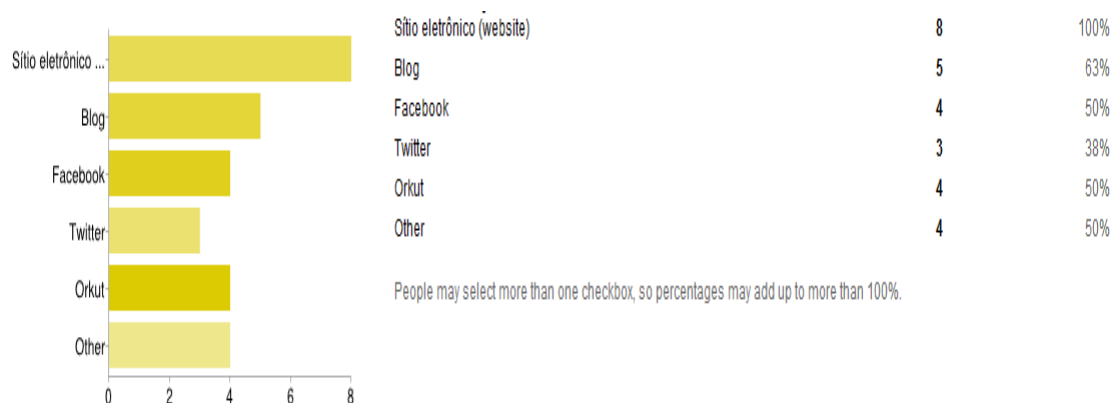 Sítio eletrônico ...
Blog
Facebook
Twitter
Orkut
Other
0 2 4 6 8
Sítio eletrônico (website) 8 100%
Blog 5 63%
Facebook 4 50%
Twitter 3 38%
Orkut 4 50%
Other 4 50%
People may select more than one checkbox, so percentages may add up to more than 100%.